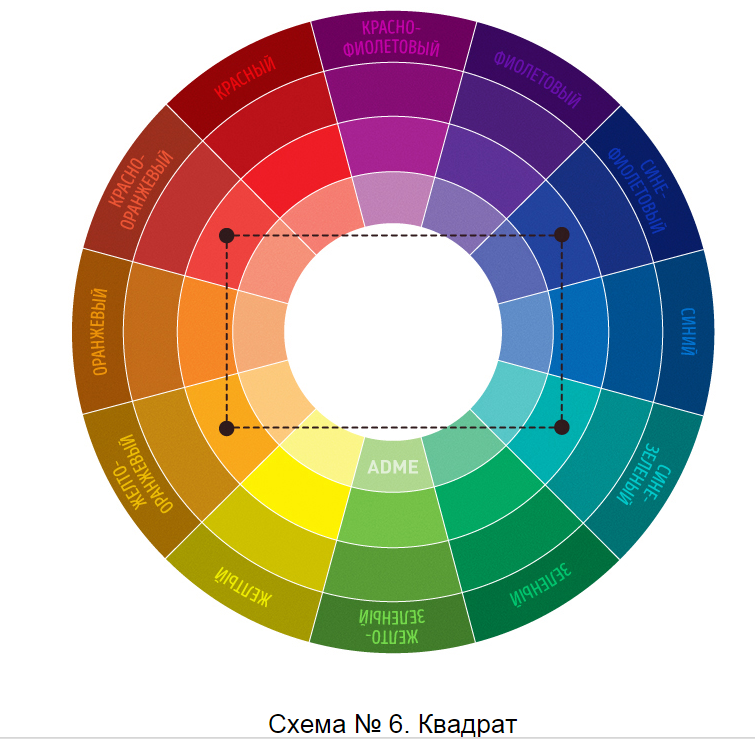 КРАСНО-
ФИОЛЕТОВЫЙ
ФИОЛЕТОВЫЙ
СИНЕ-
ФИОЛЕТОВЫЙ
СИНИЙ
СИНЕ-
ЗЕЛЕНЫЙ
ЗЕЛЕНЫЙ
ЖЕЛТО-
ЗЕЛЕНЫЙ
ЖЕЛТЫЙ
ЖЕЛТО-
ОРАНЖЕВЫЙ
ОРАНЖЕВЫЙ
КРАСНО-
ОРАНЖЕВЫЙ
КРАСНЫЙ
ADME
Схема № 6. Квадрат